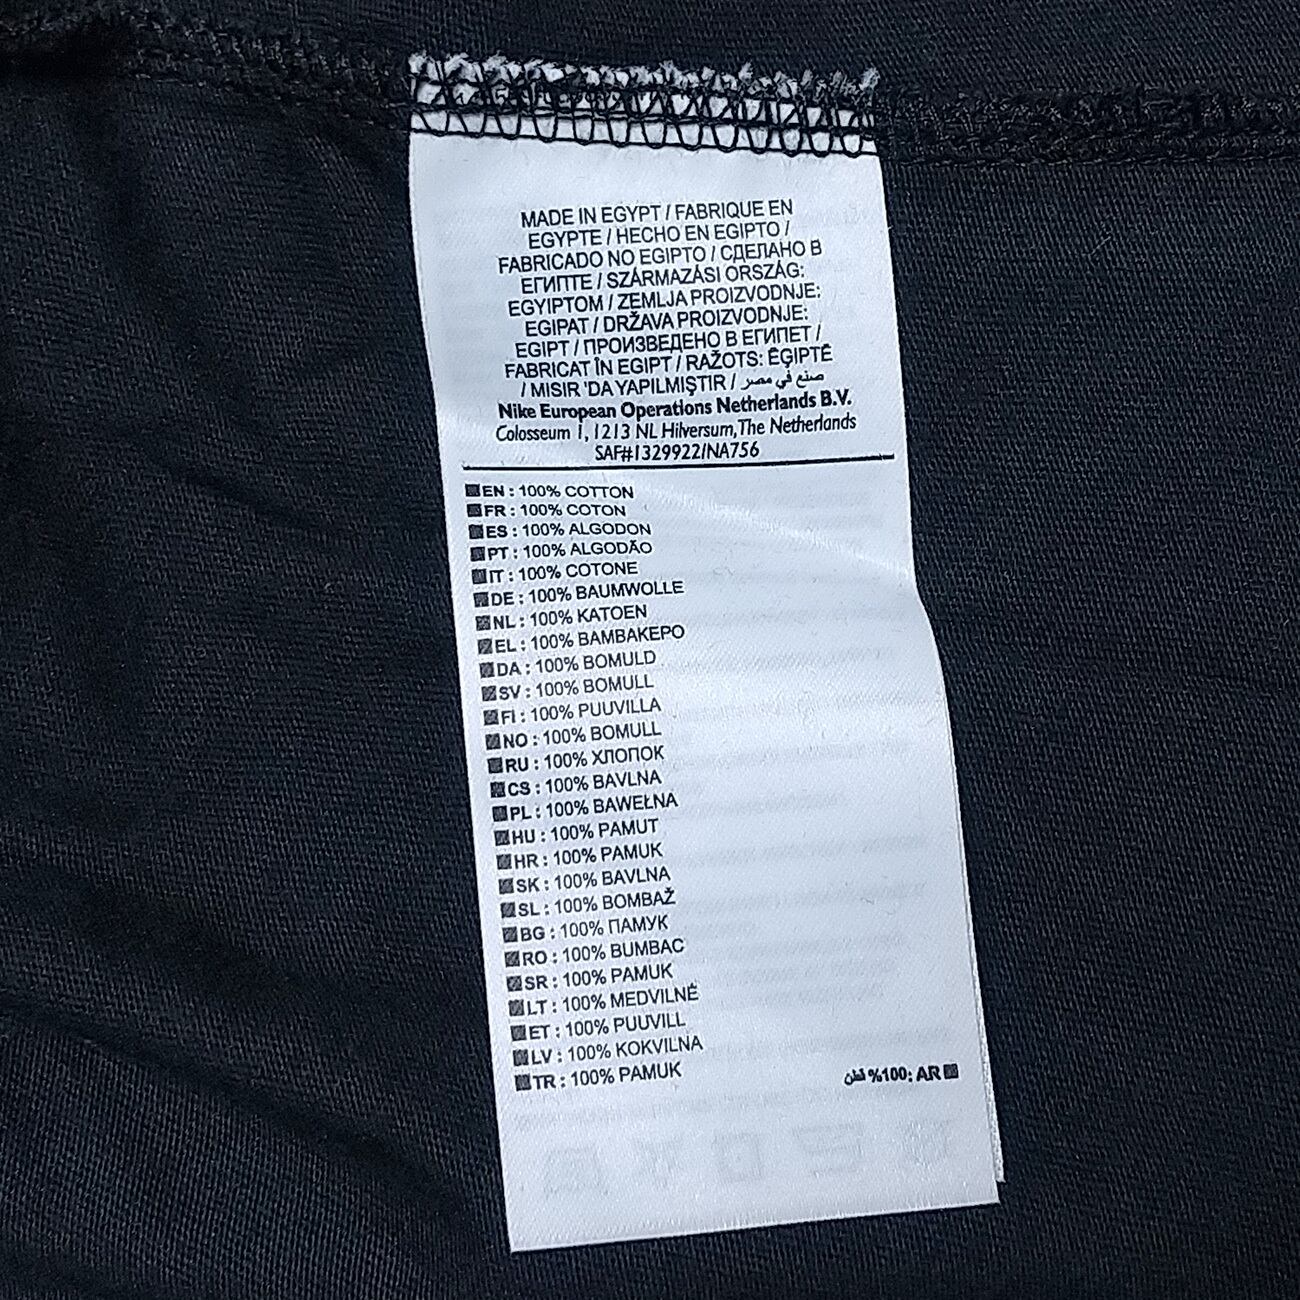 MADE IN EGYPT / FABRIQUE EN
EGYPTE / HECHO EN EGIPTO /
FABRICADO NO EGIPTO / СДЕЛАНО В
ЕГИПТЕ / SZÁRMAZÁSI ORSZÁG:
EGYIPTOM / ZEMLJA PROIZVODNJE:
EGIPAT / DRŽAVA PROIZVODNJE:
EGIPT / ПРОИЗВЕДЕНО В ЕГИПЕТ /
FABRICAT ÎN EGIPT / RAŽOTS: ĒĢIPTĒ
/ MISIR 'DA YAPILMIŞTIR / صنع في مصر
Nike European Operations Netherlands B.V.
Colosseum 1, 1213 NL Hilversum, The Netherlands
SAF#1329922/NA756
EN : 100% COTTON
FR : 100% COTON
ES : 100% ALGODON
PT : 100% ALGODÃO
IT : 100% COTONE
DE : 100% BAUMWOLLE
NL : 100% KATOEN
EL : 100% ΒΑΜΒΑΚΕΡΟ
DA : 100% BOMULD
SV : 100% BOMULL
FI : 100% PUUVILLA
NO : 100% BOMULL
RU : 100% ХЛОПОК
CS : 100% BAVLNA
PL : 100% BAWEŁNA
HU : 100% PAMUT
HR : 100% PAMUK
SK : 100% BAVLNA
SL : 100% BOMBAŽ
BG : 100% ПАМУК
RO : 100% BUMBAC
SR : 100% PAMUK
LT : 100% MEDVILNĖ
ET : 100% PUUVILL
LV : 100% KOKVILNA
TR : 100% PAMUK
قطن %100: AR